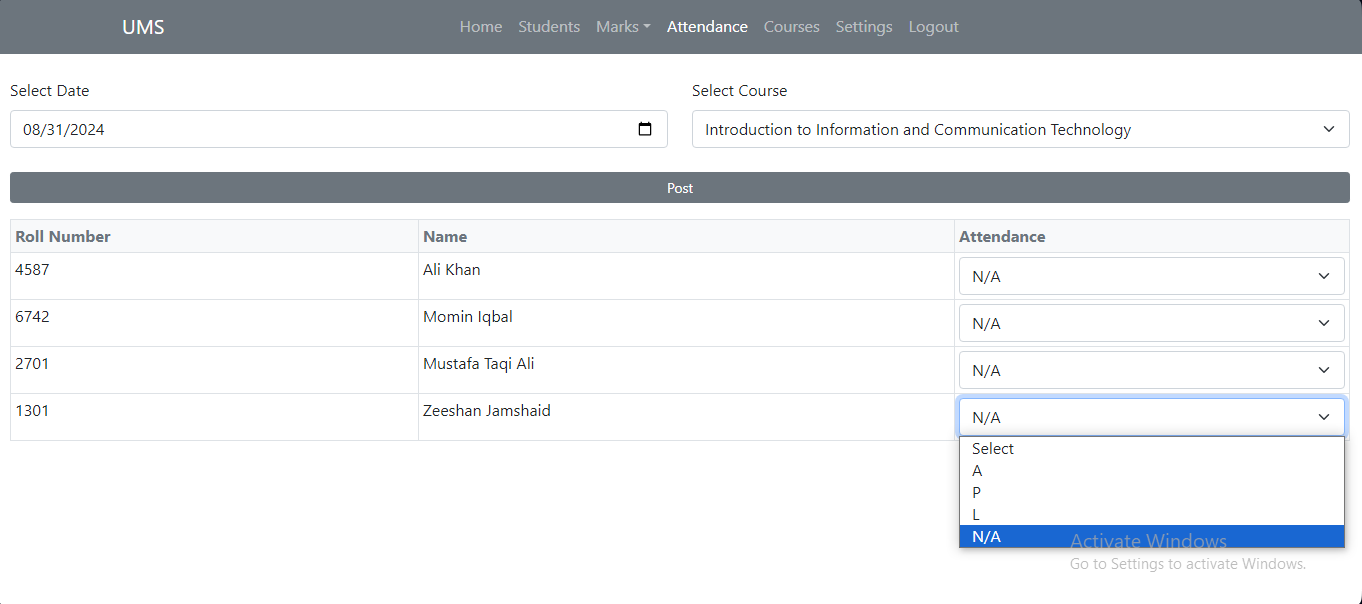 UMS Home Students Marks Attendance Courses Settings Logout
Select Date Select Course
08/31/2024 Introduction to Information and Communication Technology
Post
Roll Number Name Attendance
4587 Ali Khan N/A
6742 Momin Iqbal N/A
2701 Mustafa Taqi Ali N/A
1301 Zeeshan Jamshaid N/A
Select
A
P
L
N/A
Activate Windows
Go to Settings to activate Windows.